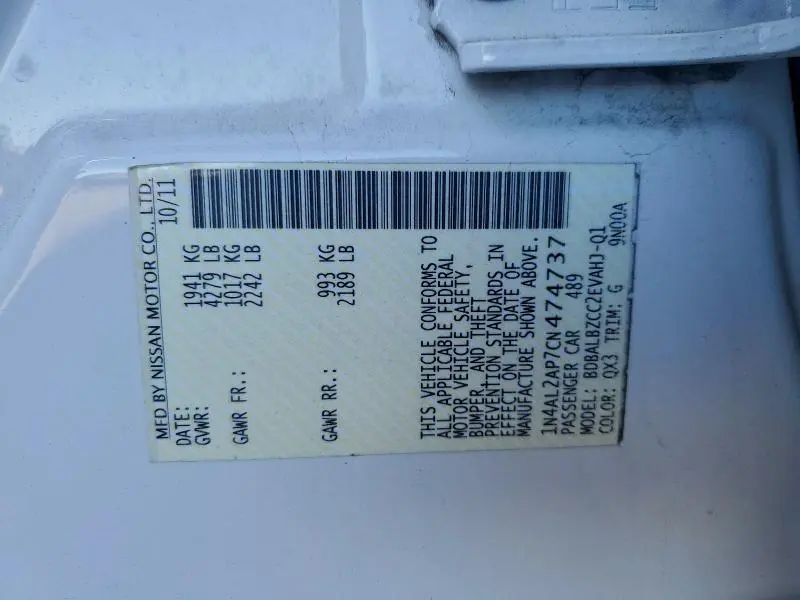 MFD BY NISSAN MOTOR CO., LTD.
DATE: 10/11
GVWR: 1941 KG
4279 LB
GAWR FR.: 1017 KG
2242 LB
GAWR RR.: 993 KG
2189 LB
THIS VEHICLE CONFORMS TO
ALL APPLICABLE FEDERAL
MOTOR VEHICLE SAFETY,
BUMPER, AND THEFT
PREVENTION STANDARDS IN
EFFECT ON THE DATE OF
MANUFACTURE SHOWN ABOVE.
1N4AL2AP7CN474737
PASSENGER CAR 489
MODEL: BDBALBZCC2EVAHJ-Q1
COLOR: QX3 TRIM: G 9N00A